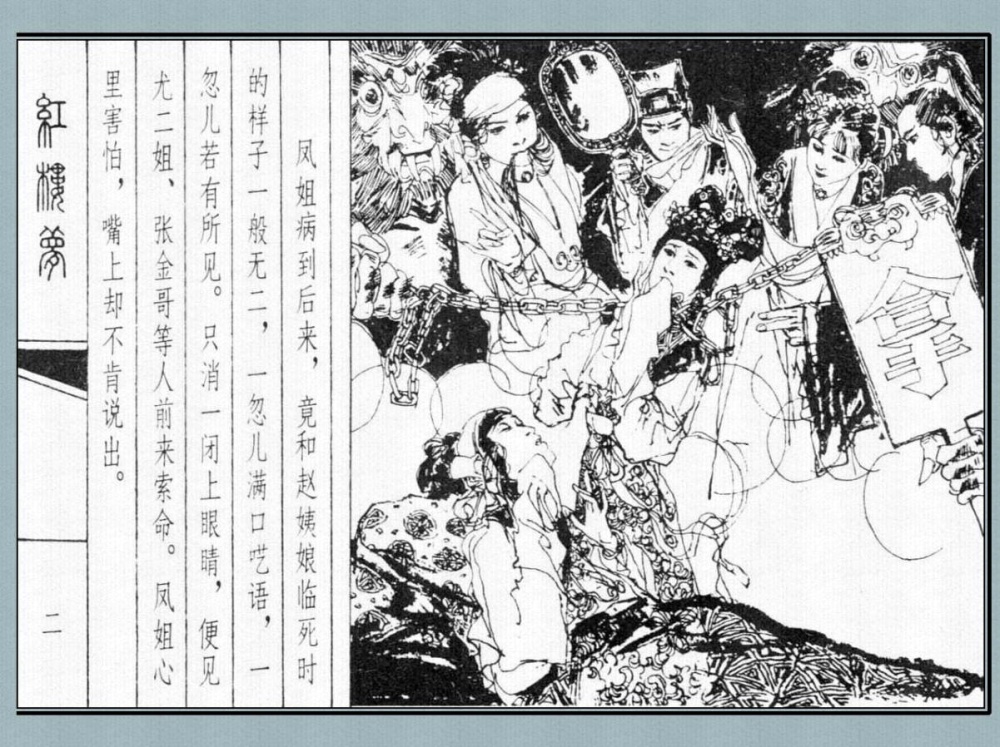 凤姐病到后来，竟和赵姨娘临死时
的样子一般无二，一忽儿满口呓语，一
忽儿若有所见。只消一闭上眼睛，便见
尤二姐、张金哥等人前来索命。凤姐心
里害怕，嘴上却不肯说出。
紅樓夢
二
拿